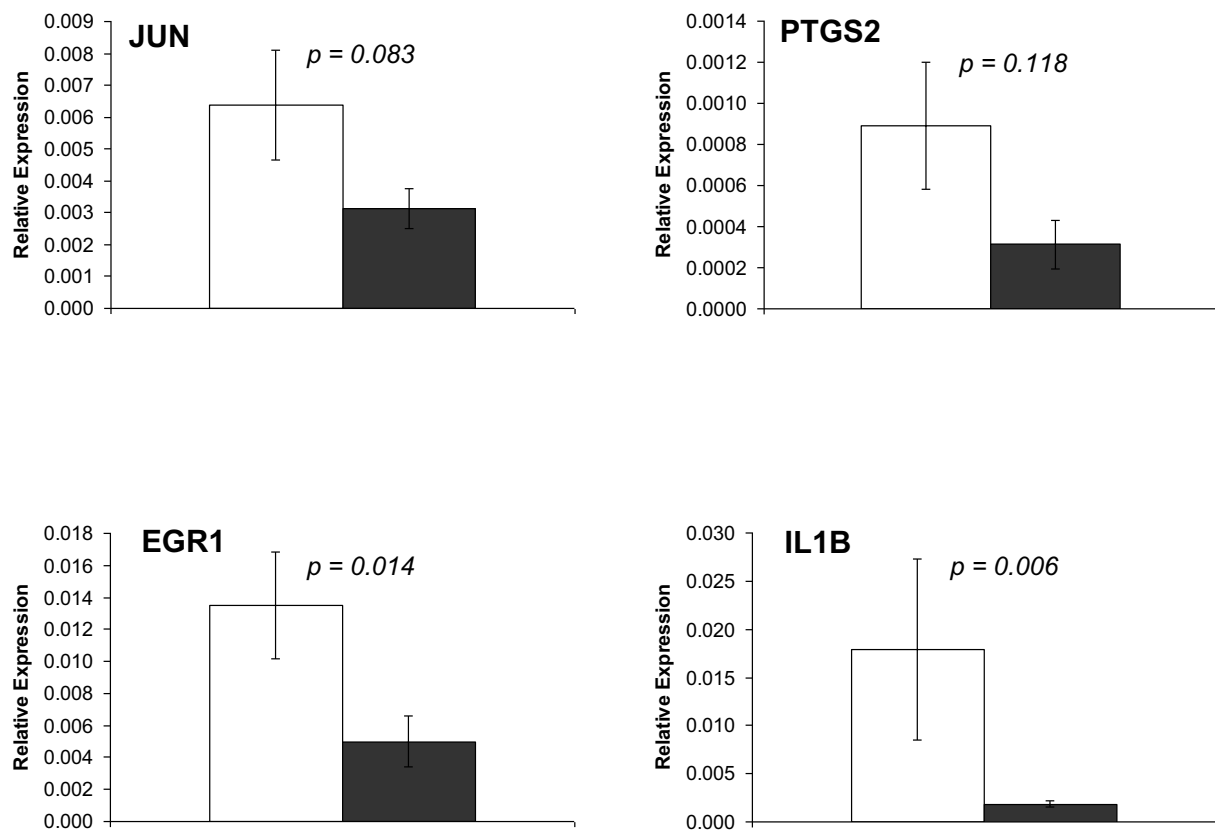 JUN
p = 0.083
Relative Expression
0.009
0.008
0.007
0.006
0.005
0.004
0.003
0.002
0.001
0.000
PTGS2
p = 0.118
Relative Expression
0.0014
0.0012
0.0010
0.0008
0.0006
0.0004
0.0002
0.0000
EGR1
p = 0.014
Relative Expression
0.018
0.016
0.014
0.012
0.010
0.008
0.006
0.004
0.002
0.000
IL1B
p = 0.006
Relative Expression
0.030
0.025
0.020
0.015
0.010
0.005
0.000